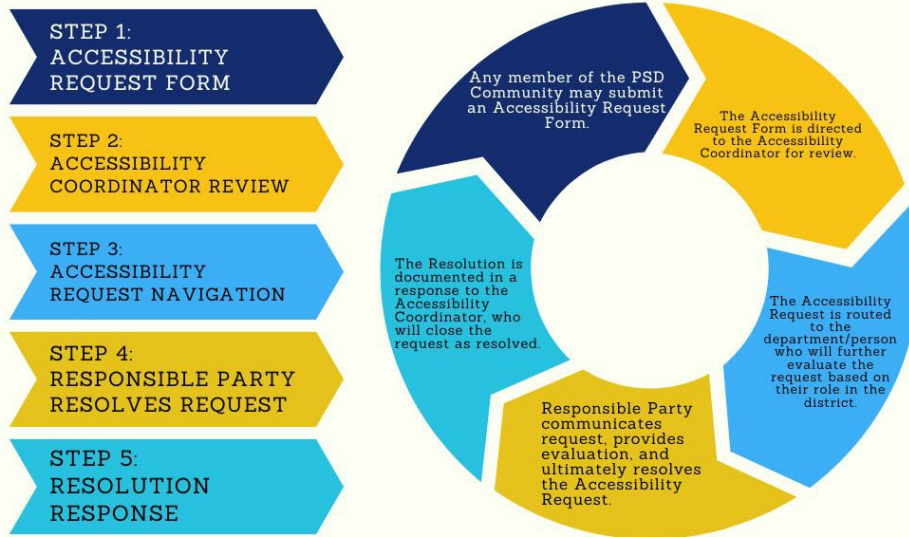 STEP 1:
ACCESSIBILITY
REQUEST FORM
STEP 2:
ACCESSIBILITY
COORDINATOR REVIEW
STEP 3:
ACCESSIBILITY
REQUEST NAVIGATION
STEP 4:
RESPONSIBLE PARTY
RESOLVES REQUEST
STEP 5:
RESOLUTION
RESPONSE
Any member of the PSD
Community may submit
an Accessibility Request
Form.
The Accessibility
Request Form is directed
to the Accessibility
Coordinator for review.
The Accessibility
Request is routed
to the
department/person
who will further
evaluate the
request based on
their role in the
district.
Responsible Party
communicates
request, provides
evaluation, and
ultimately resolves
the Accessibility
Request.
The Resolution is
documented in a
response to the
Accessibility
Coordinator, who
will close the
request as resolved.